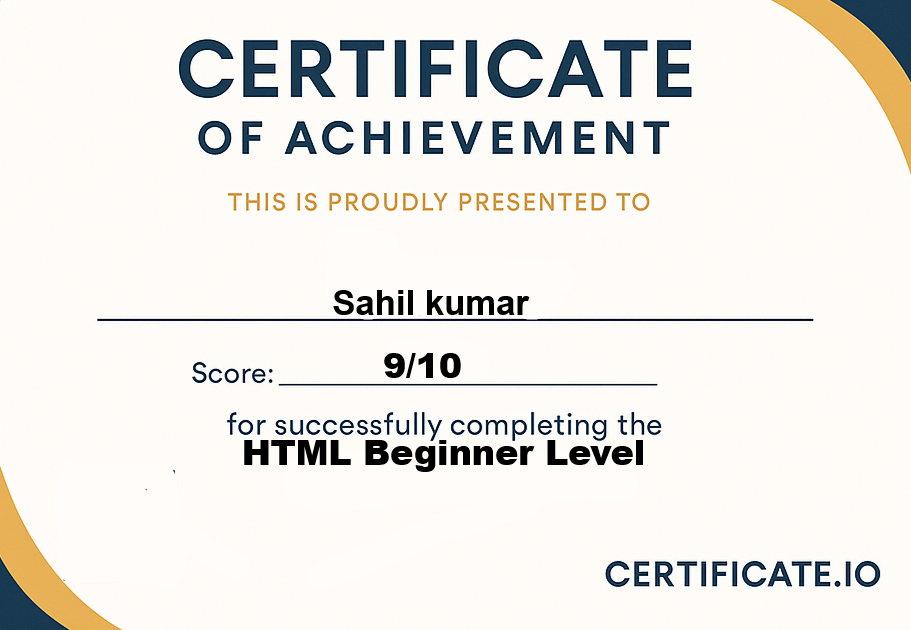 CERTIFICATE
OF ACHIEVEMENT
THIS IS PROUDLY PRESENTED TO
Sahil kumar
Score: 9/10
for successfully completing the
HTML Beginner Level
CERTIFICATE.IO